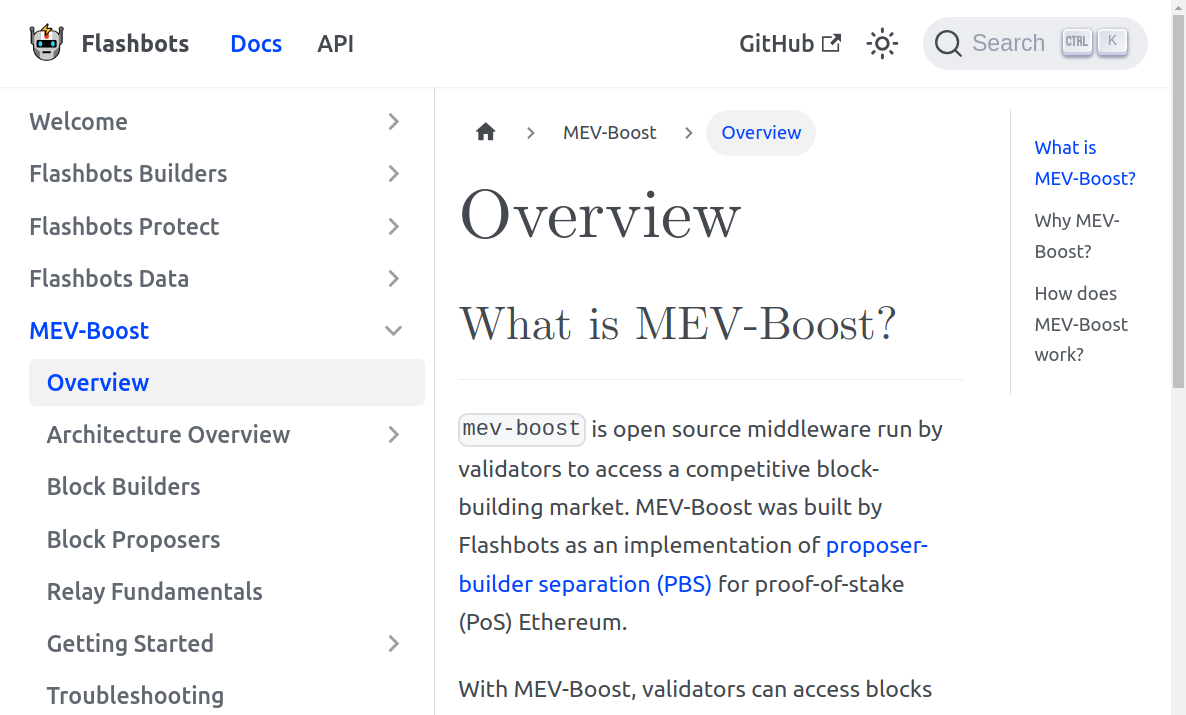 Flashbots
Docs
API
GitHub
Search
CTRL
K
Welcome
Flashbots Builders
Flashbots Protect
Flashbots Data
MEV-Boost
Overview
Architecture Overview
Block Builders
Block Proposers
Relay Fundamentals
Getting Started
Troubleshooting
MEV-Boost
Overview
Overview
What is MEV-Boost?
mev-boost is open source middleware run by
validators to access a competitive block-
building market. MEV-Boost was built by
Flashbots as an implementation of proposer-
builder separation (PBS) for proof-of-stake
(PoS) Ethereum.
With MEV-Boost, validators can access blocks
What is
MEV-Boost?
Why MEV-
Boost?
How does
MEV-Boost
work?